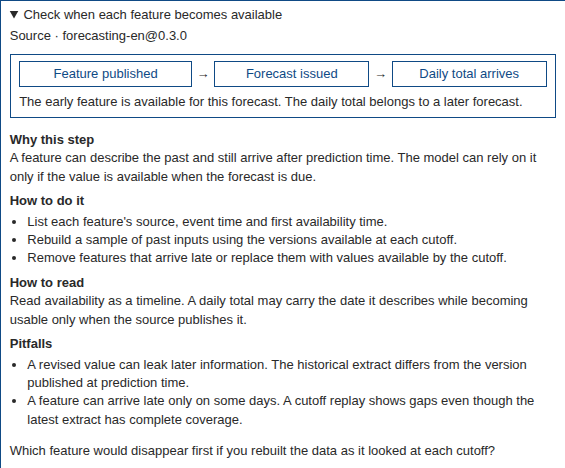 ▼ Check when each feature becomes available
Source · forecasting-en@0.3.0
Feature published → Forecast issued → Daily total arrives
The early feature is available for this forecast. The daily total belongs to a later forecast.
Why this step
A feature can describe the past and still arrive after prediction time. The model can rely on it
only if the value is available when the forecast is due.
How to do it
• List each feature's source, event time and first availability time.
• Rebuild a sample of past inputs using the versions available at each cutoff.
• Remove features that arrive late or replace them with values available by the cutoff.
How to read
Read availability as a timeline. A daily total may carry the date it describes while becoming
usable only when the source publishes it.
Pitfalls
• A revised value can leak later information. The historical extract differs from the version
published at prediction time.
• A feature can arrive late only on some days. A cutoff replay shows gaps even though the
latest extract has complete coverage.
Which feature would disappear first if you rebuilt the data as it looked at each cutoff?